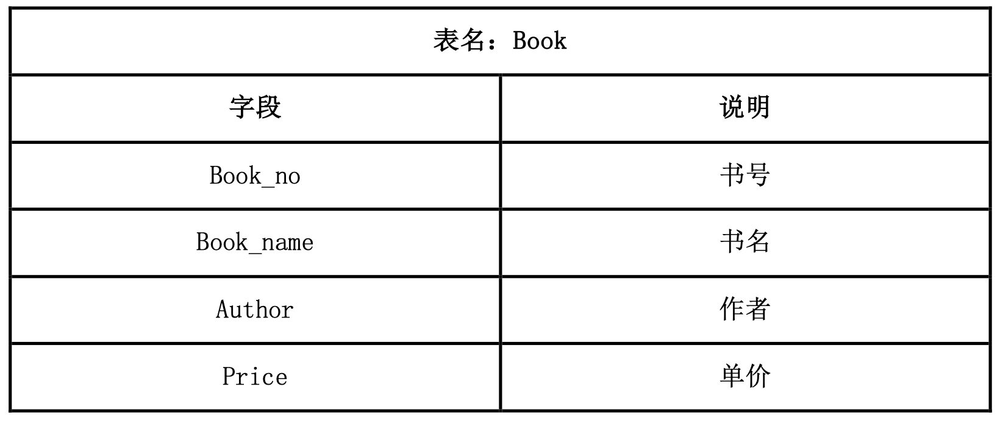 表名：Book
字段 说明
Book_no 书号
Book_name 书名
Author 作者
Price 单价